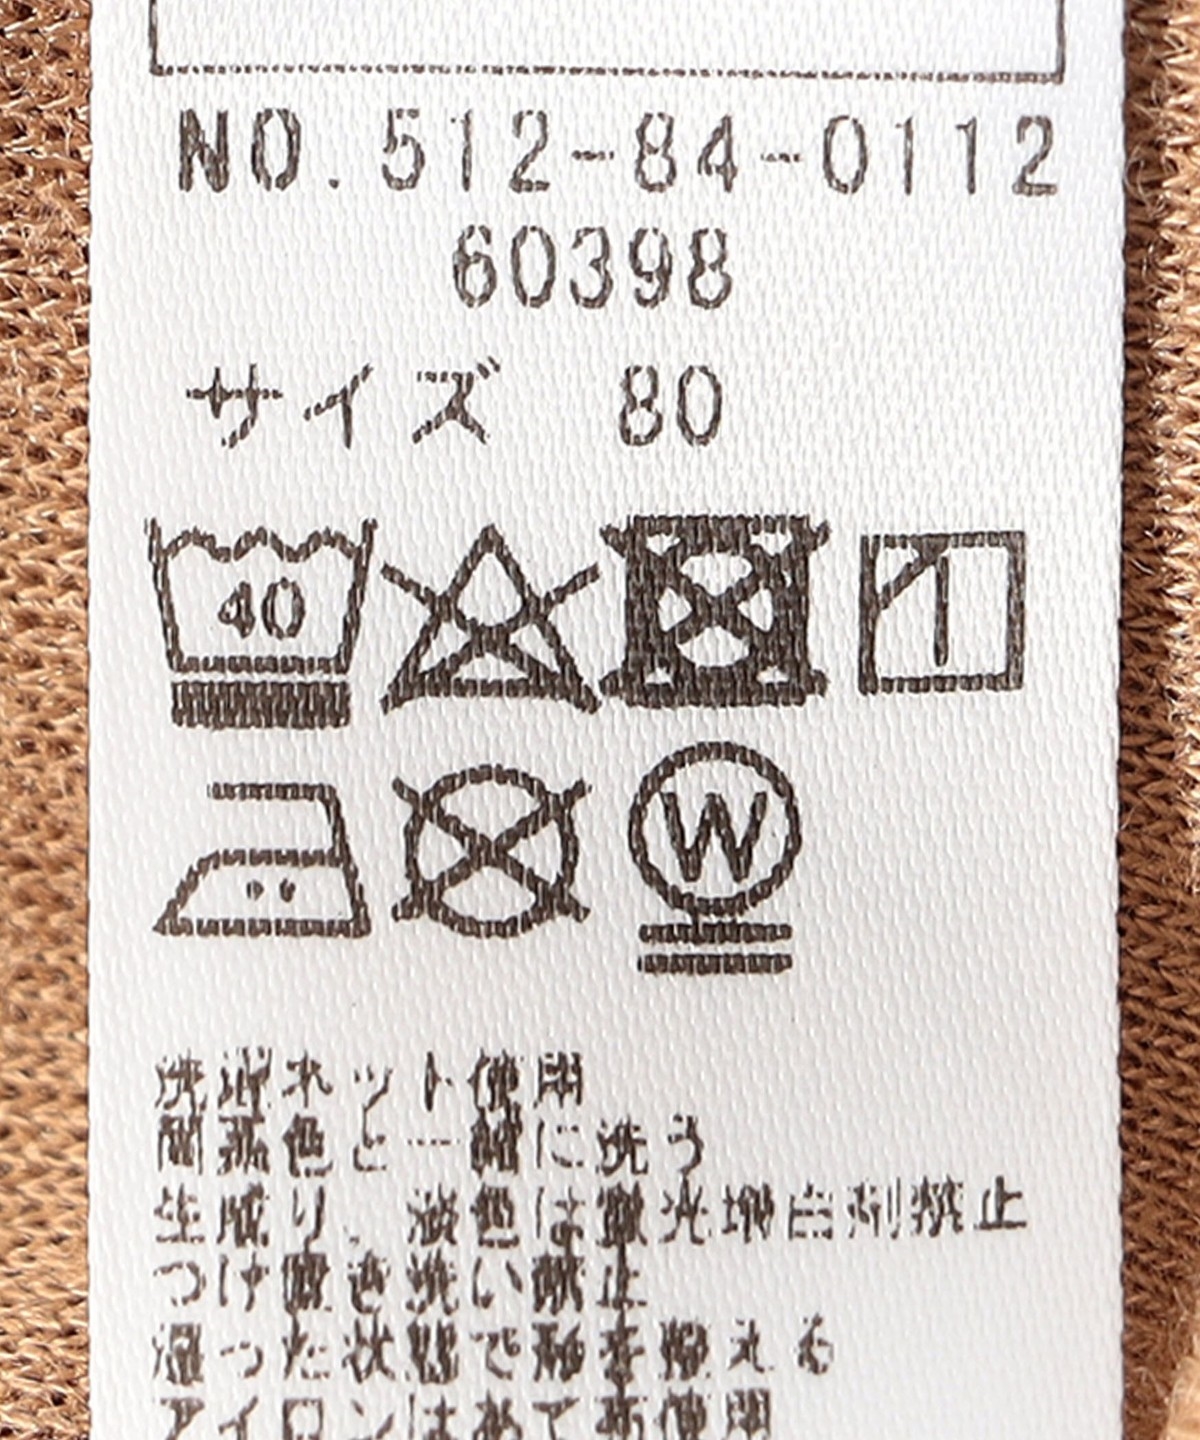 NO.512-84-0112
60398
サイズ 80
40
W
洗濯ネット使用
同系色と一緒に洗う
生成り、淡色は蛍光増白剤禁止
つけ置き洗い禁止
湿った状態で形を整える
アイロンはあて布使用